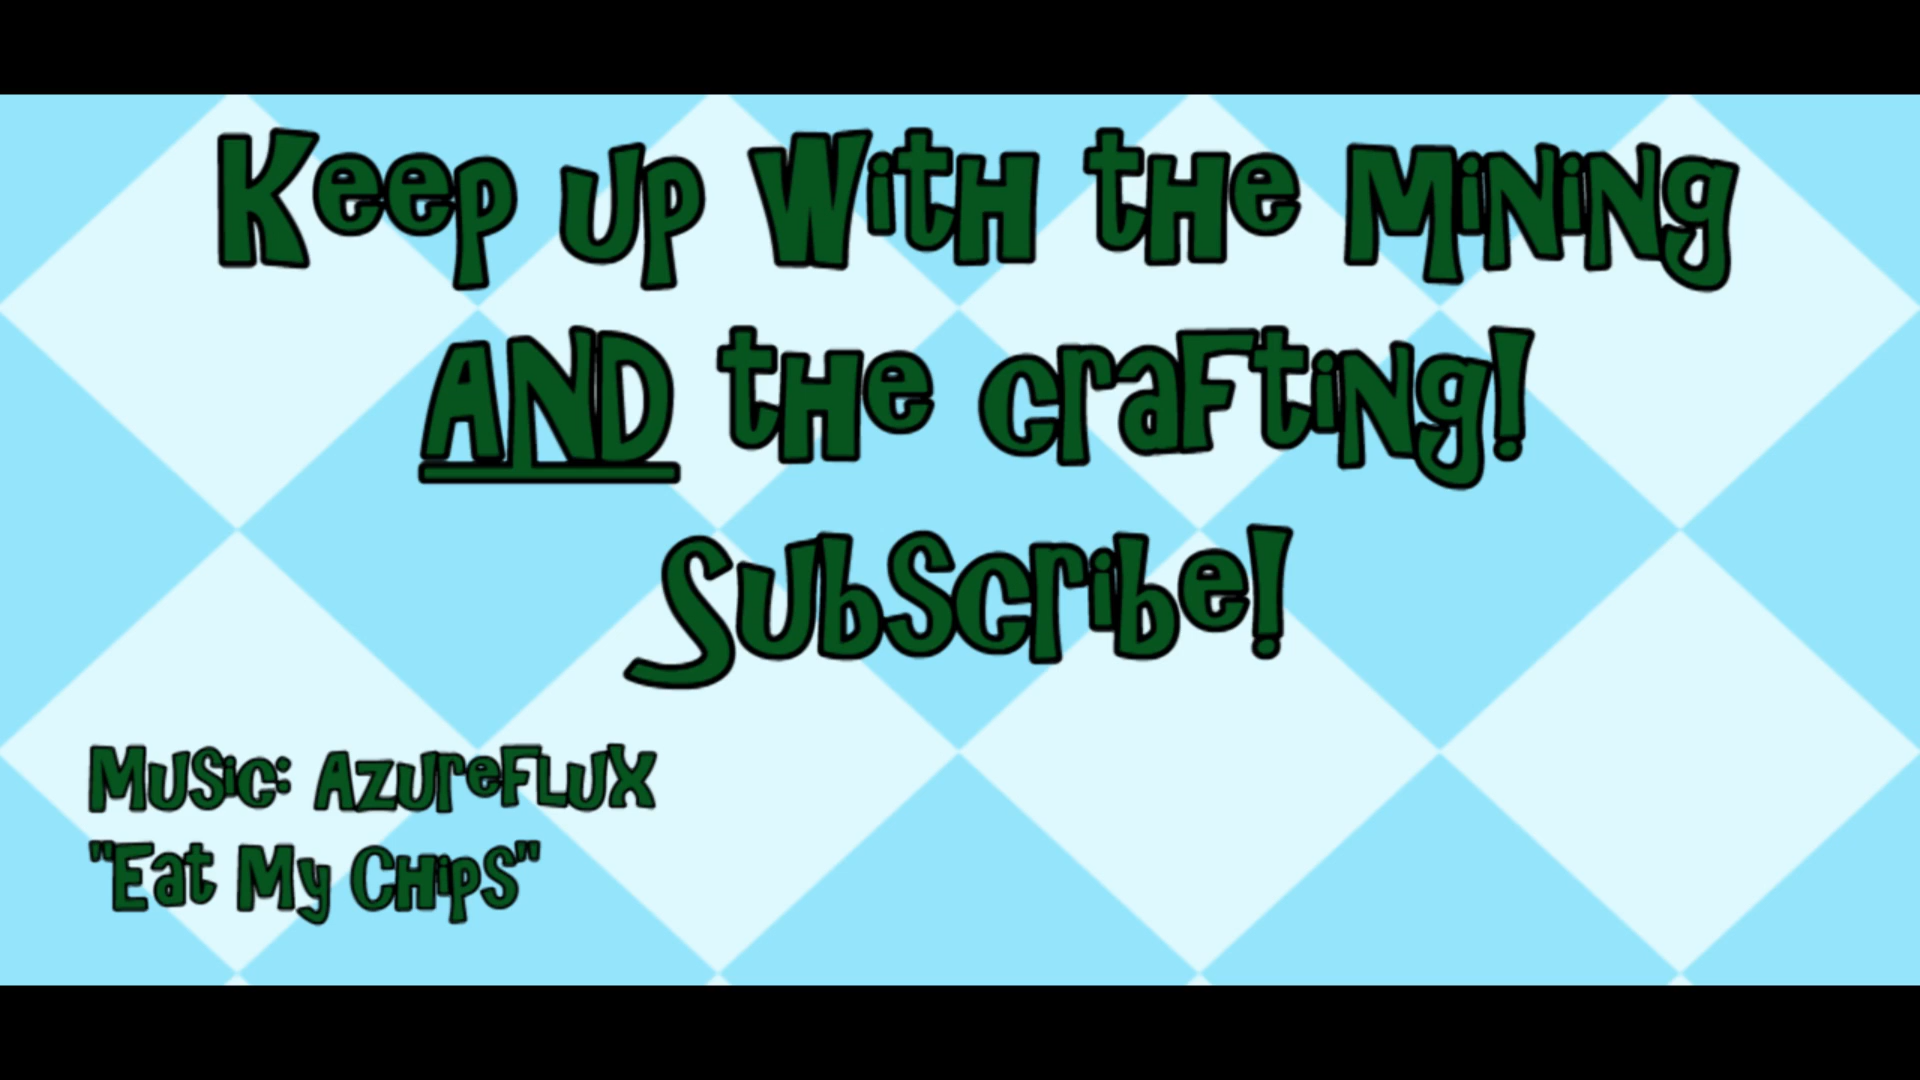 Keep up with the mining
AND the crafting!
Subscribe!
Music: AzureFlux
"Eat My Chips"